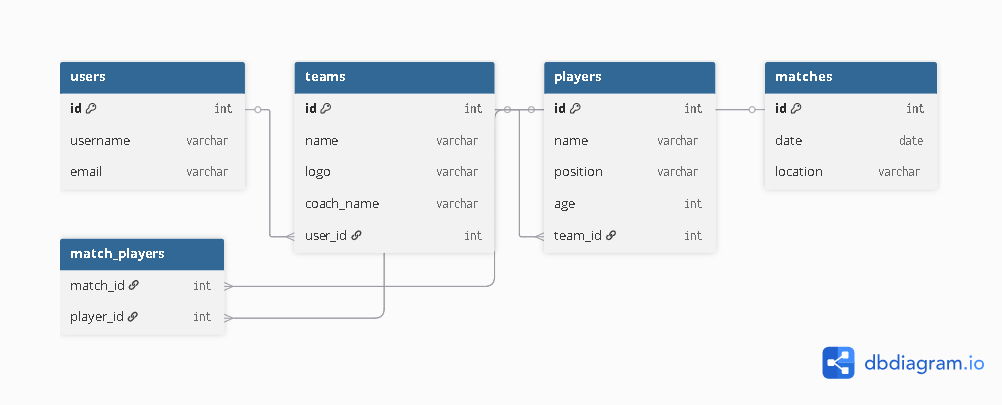 users
id int
username varchar
email varchar
teams
id int
name varchar
logo varchar
coach_name varchar
user_id int
players
id int
name varchar
position varchar
age int
team_id int
matches
id int
date date
location varchar
match_players
match_id int
player_id int
dbdiagram.io